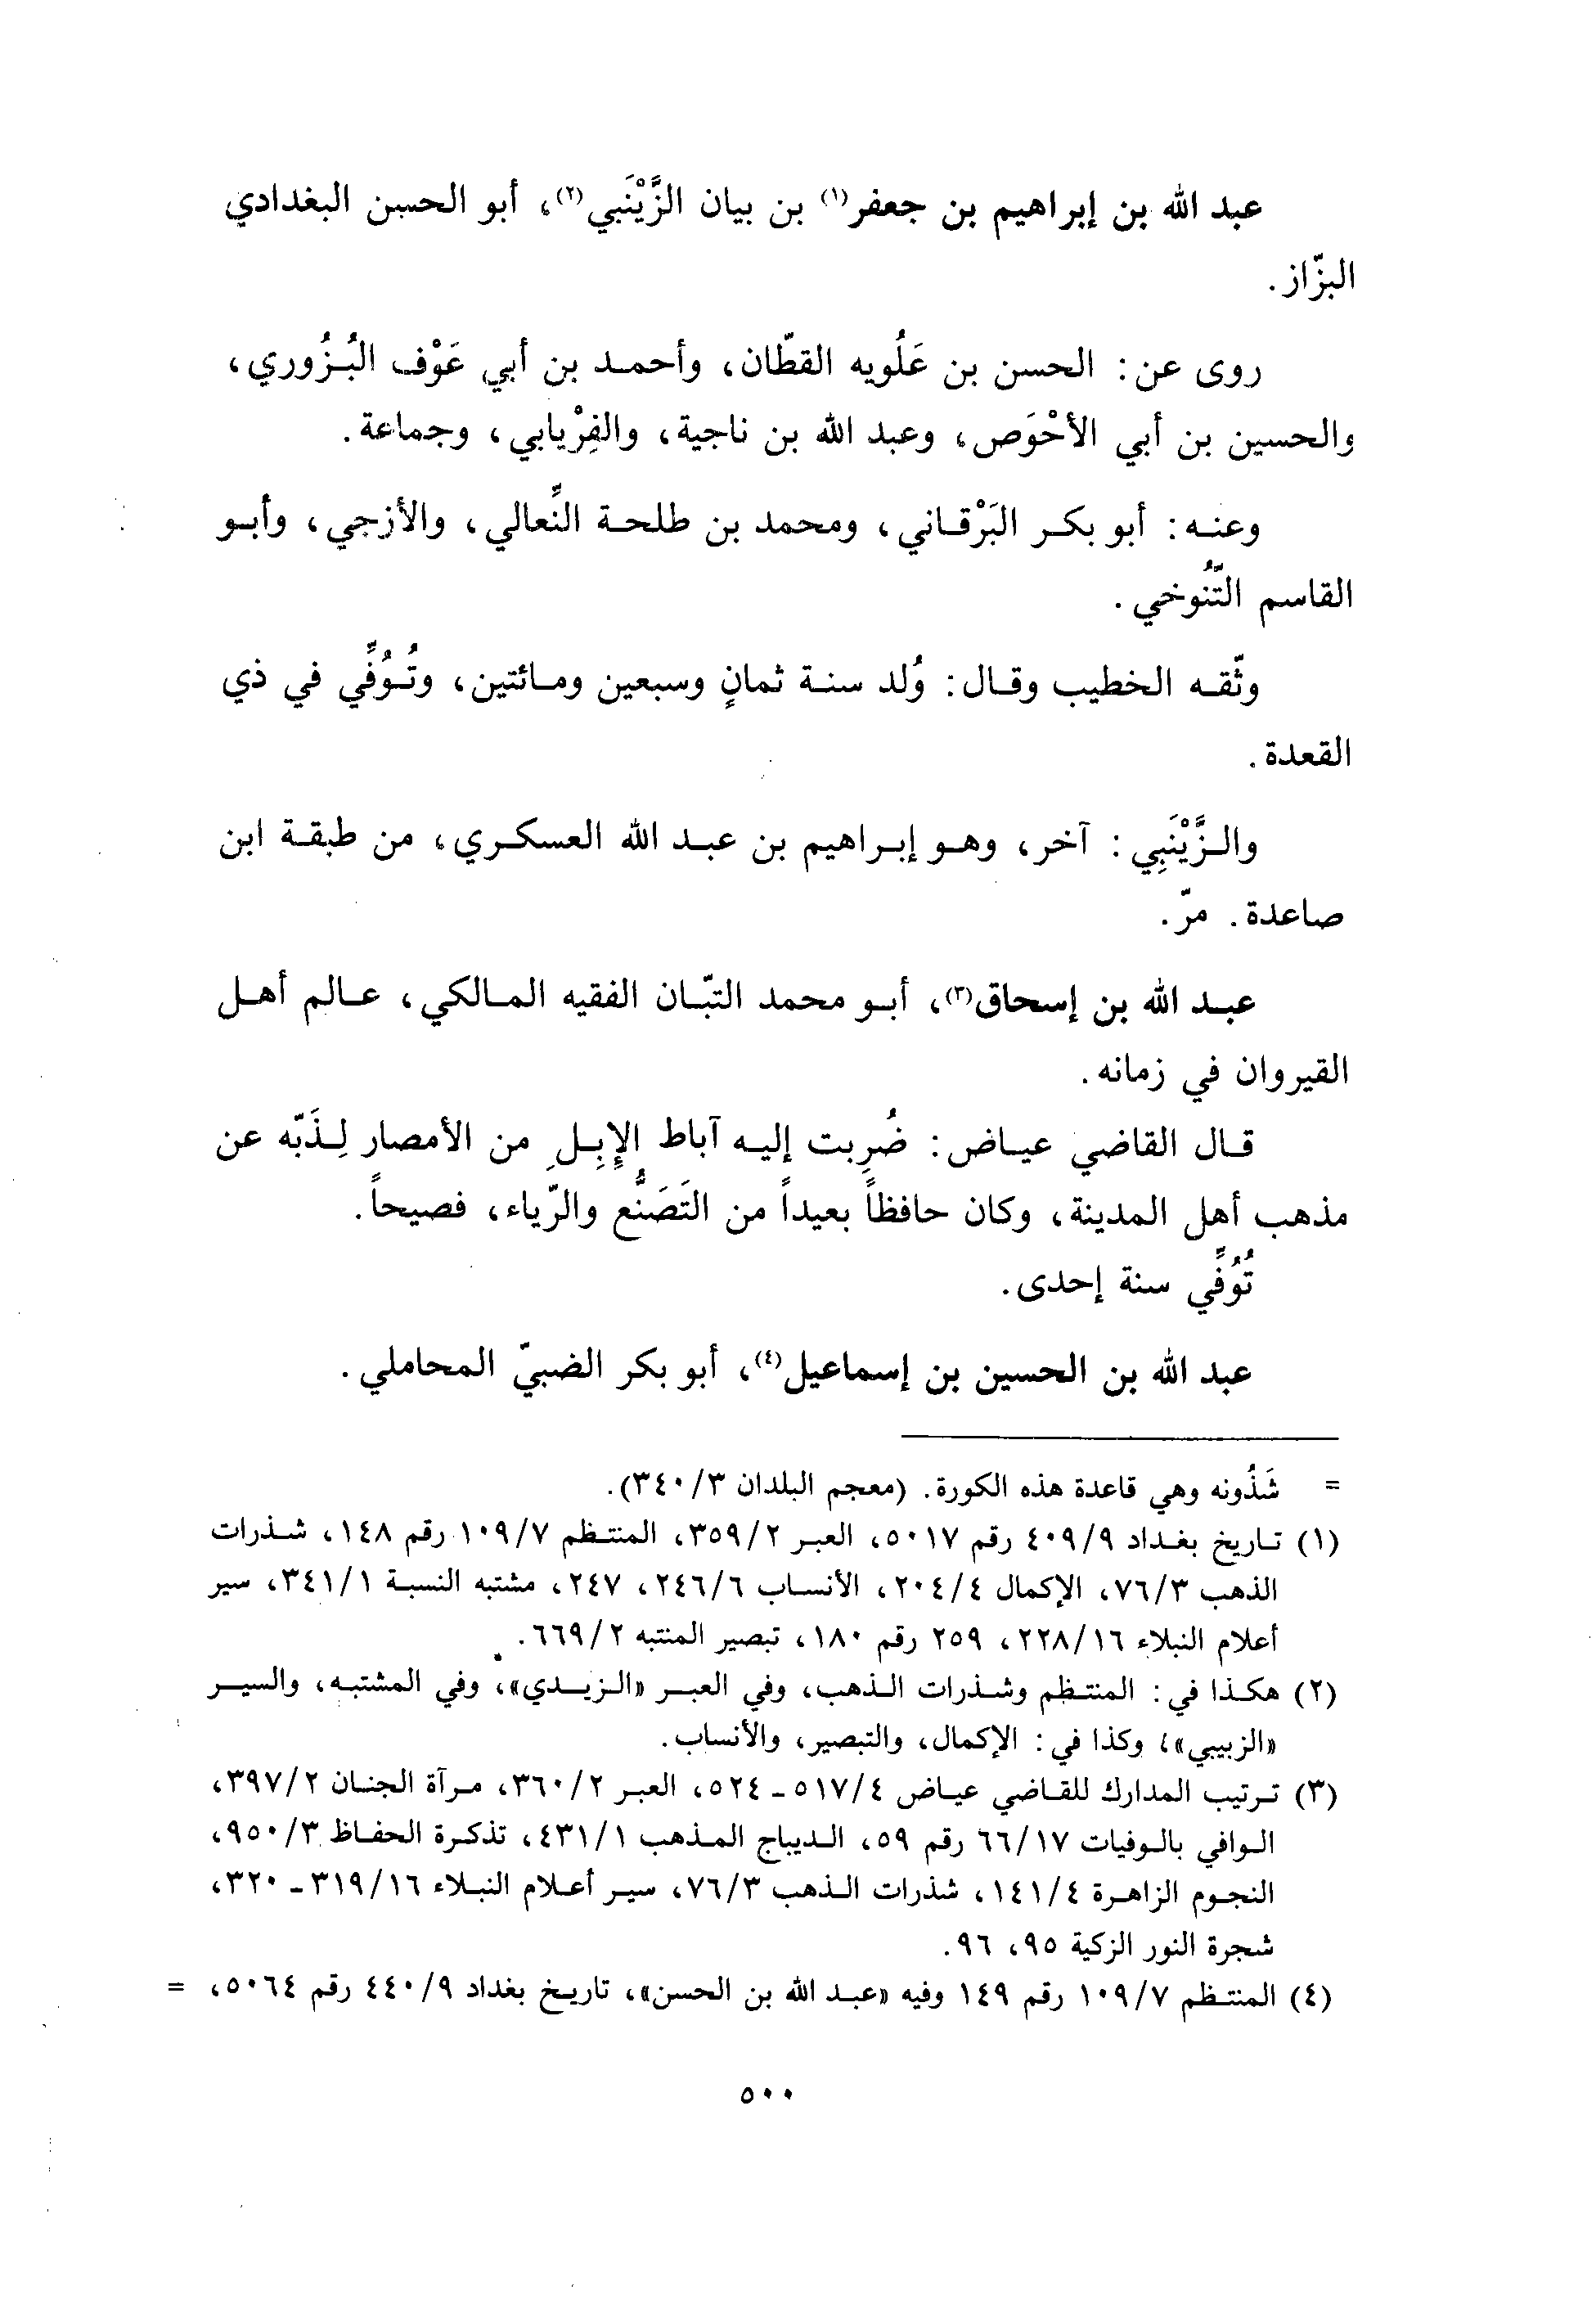 عبد الله بن إبراهيم بن جعفر(١) بن بيان الزَّيْنَبي(٢)، أبو الحسن البغدادي
البزّاز.
روى عن: الحسن بن عَلُويه القطّان، وأحمد بن أبي عَوْف البُزُوري،
والحسين بن أبي الأحْوَص، وعبد الله بن ناجية، والفِرْيابي، وجماعة.
وعنه: أبو بكر البَرْقاني، ومحمد بن طلحة النِّعالي، والأزجي، وأبو
القاسم التَّنُوخي.
وثّقه الخطيب وقال: وُلد سنة ثمانٍ وسبعين ومائتين، وتُوُفِّي في ذي
القعدة.
والزَّيْنَبِي: آخر، وهو إبراهيم بن عبد الله العسكري، من طبقة ابن
صاعدة. مرّ.
عبد الله بن إسحاق(٣)، أبو محمد التبّان الفقيه المالكي، عالم أهل
القيروان في زمانه.
قال القاضي عياض: ضُرِبت إليه آباط الإِبِل من الأمصار لِذَبّه عن
مذهب أهل المدينة، وكان حافظاً بعيداً من التَصَنُّع والرّياء، فصيحاً.
تُوُفِّي سنة إحدى.
عبد الله بن الحسين بن إسماعيل(٤)، أبو بكر الضبيّ المحاملي.
= شَذُونه وهي قاعدة هذه الكورة. (معجم البلدان ٣/٣٤٠).
(١) تاريخ بغداد ٩/٤٠٩ رقم ٥٠١٧، العبر ٢/٣٥٩، المنتظم ٧/١٠٩ رقم ١٤٨، شذرات
الذهب ٣/٧٦، الإكمال ٤/٢٠٤، الأنساب ٦/٢٤٦، ٢٤٧، مشتبه النسبة ١/٣٤١، سير
أعلام النبلاء ١٦/٢٢٨، ٢٥٩ رقم ١٨٠، تبصير المنتبه ٢/٦٦٩.
(٢) هكذا في: المنتظم وشذرات الذهب، وفي العبر «الزيدي»، وفي المشتبه، والسير
«الزبيبي»، وكذا في: الإكمال، والتبصير، والأنساب.
(٣) ترتيب المدارك للقاضي عياض ٤/٥١٧ - ٥٢٤، العبر ٢/٣٦٠، مرآة الجنان ٢/٣٩٧،
الوافي بالوفيات ١٧/٦٦ رقم ٥٩، الديباج المذهب ١/٤٣١، تذكرة الحفاظ ٣/٩٥٠،
النجوم الزاهرة ٤/١٤١، شذرات الذهب ٣/٧٦، سير أعلام النبلاء ١٦/٣١٩ - ٣٢٠،
شجرة النور الزكية ٩٥، ٩٦.
(٤) المنتظم ٧/١٠٩ رقم ١٤٩ وفيه «عبد الله بن الحسن»، تاريخ بغداد ٩/٤٤٠ رقم ٥٠٦٤، =
٥٠٠